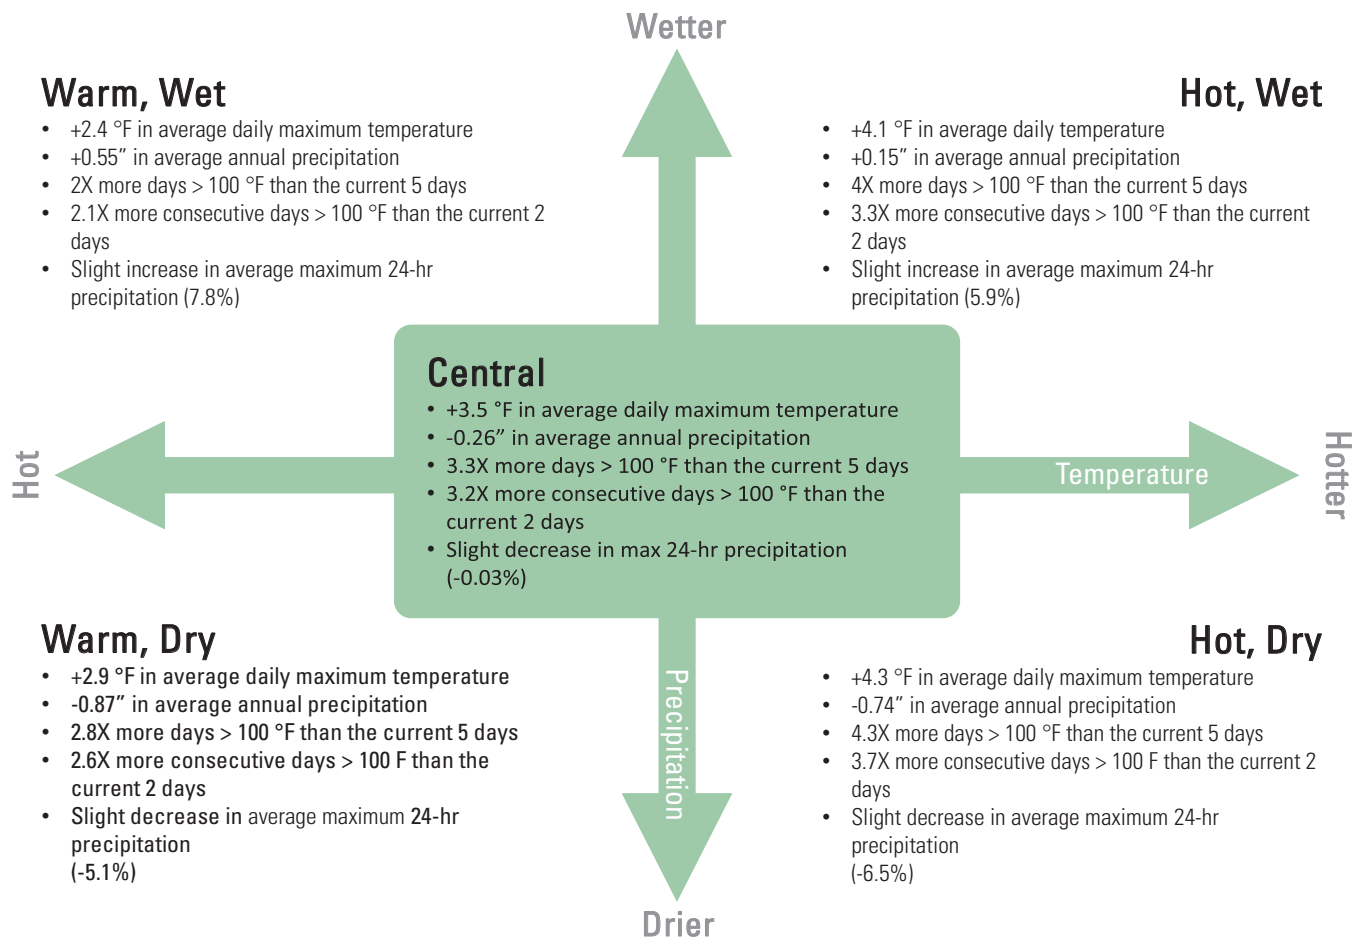 Wetter
Warm, Wet
• +2.4 °F in average daily maximum temperature
• +0.55” in average annual precipitation
• 2X more days > 100 °F than the current 5 days
• 2.1X more consecutive days > 100 °F than the current 2
days
• Slight increase in average maximum 24-hr
precipitation (7.8%)
Hot, Wet
• +4.1 °F in average daily temperature
• +0.15” in average annual precipitation
• 4X more days > 100 °F than the current 5 days
• 3.3X more consecutive days > 100 °F than the current
2 days
• Slight increase in average maximum 24-hr
precipitation (5.9%)
Hot
Central
• +3.5 °F in average daily maximum temperature
• -0.26” in average annual precipitation
• 3.3X more days > 100 °F than the current 5 days
• 3.2X more consecutive days > 100 °F than the
current 2 days
• Slight decrease in max 24-hr precipitation
(-0.03%)
Temperature
Hotter
Warm, Dry
• +2.9 °F in average daily maximum temperature
• -0.87” in average annual precipitation
• 2.8X more days > 100 °F than the current 5 days
• 2.6X more consecutive days > 100 F than the
current 2 days
• Slight decrease in average maximum 24-hr
precipitation
(-5.1%)
Precipitation
Hot, Dry
• +4.3 °F in average daily maximum temperature
• -0.74” in average annual precipitation
• 4.3X more days > 100 °F than the current 5 days
• 3.7X more consecutive days > 100 F than the current 2
days
• Slight decrease in average maximum 24-hr
precipitation
(-6.5%)
Drier